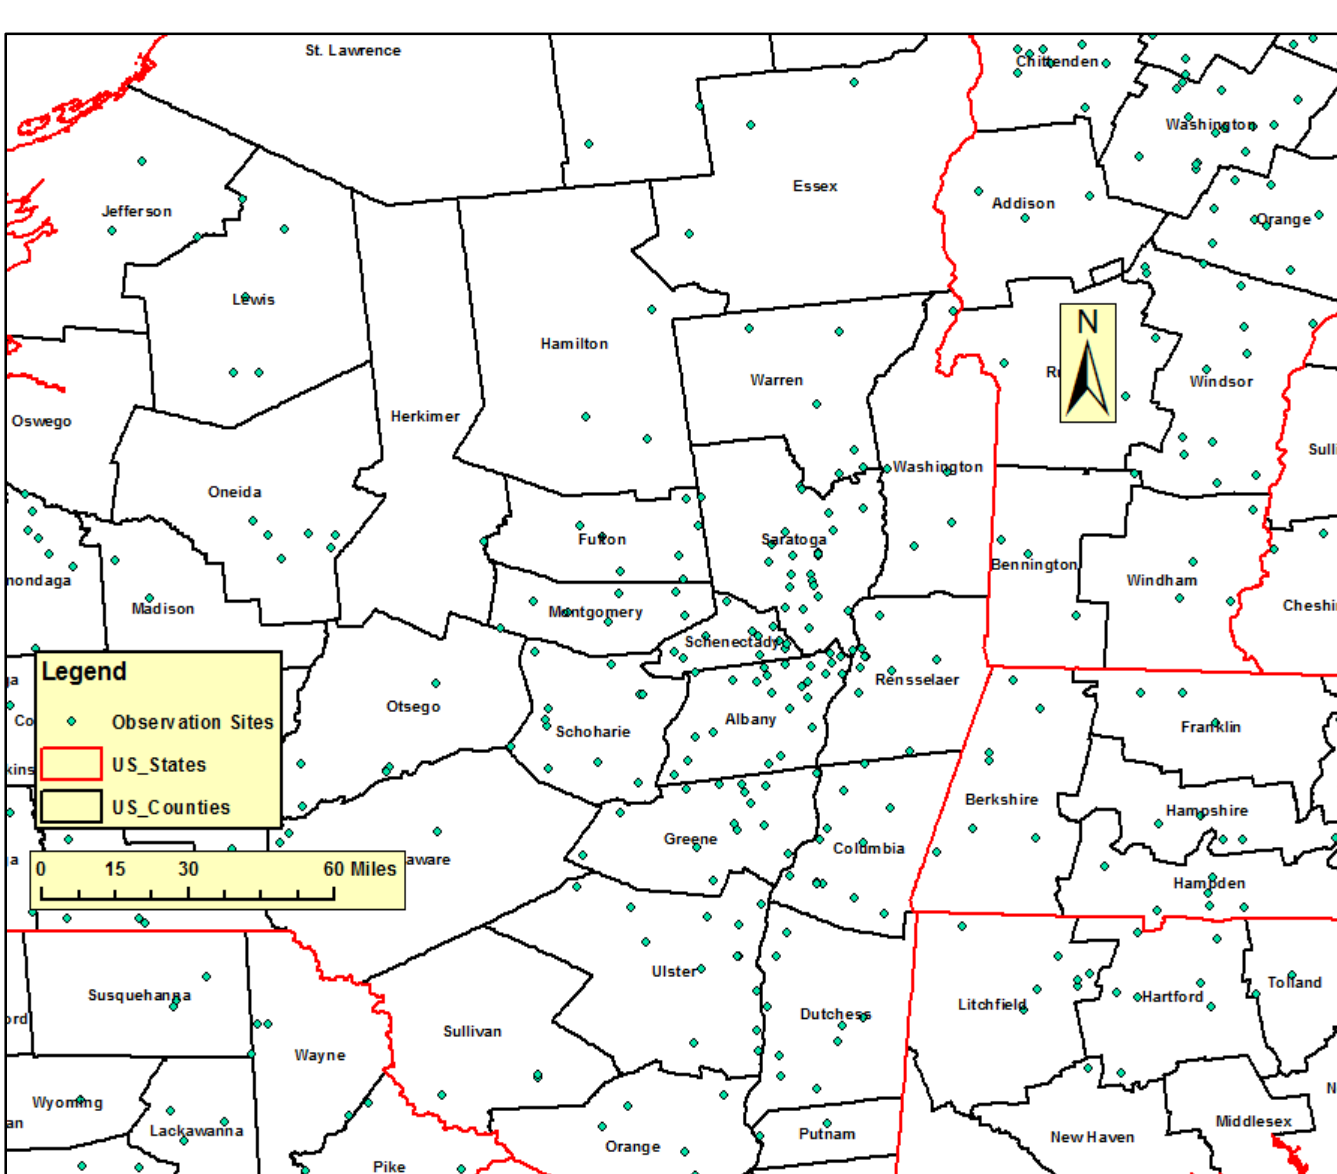 St. Lawrence
Chittenden
Washington
Essex
Addison
Jefferson
Orange
Lewis
N
Hamilton
Warren
Windsor
Herkimer
Oswego
Washington
Oneida
Fulton
Saratoga
Bennington
Windham
Madison
Montgomery
Schenectady
Rensselaer
Otsego
Albany
Schoharie
Franklin
Legend
Observation Sites
US_States
US_Counties
Berkshire
Hampshire
Greene
Columbia
Hampden
aware
0 15 30 60 Miles
Ulster
Susquehanna
Litchfield
Hartford
Tolland
Dutchess
Sullivan
Wayne
Wyoming
Lackawanna
Putnam
New Haven
Middlesex
Orange
Pike
nondaga
Sulli
Cheshi